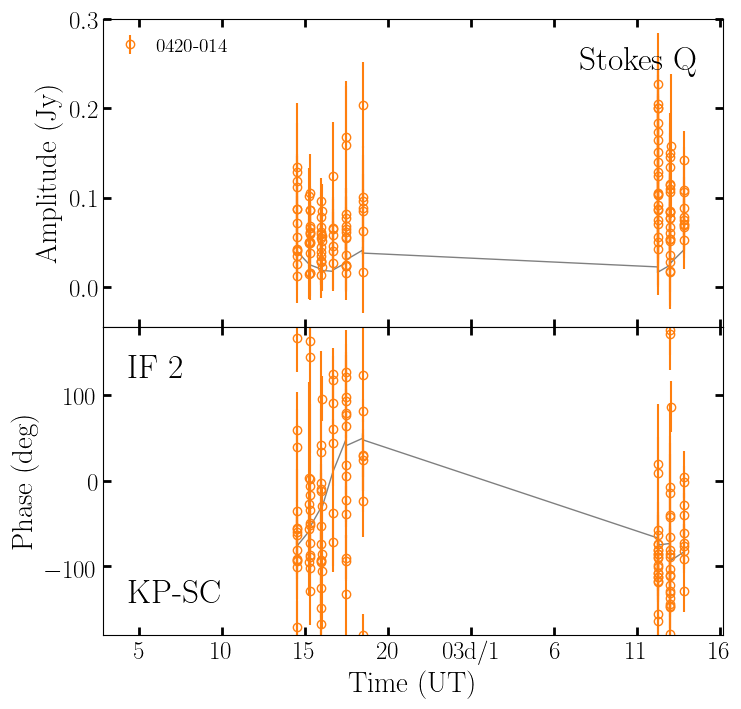 0420-014
Stokes Q
0.3
0.2
0.1
0.0
Amplitude (Jy)
IF 2
100
0
−100
Phase (deg)
KP-SC
5 10 15 20 03d/1 6 11 16
Time (UT)